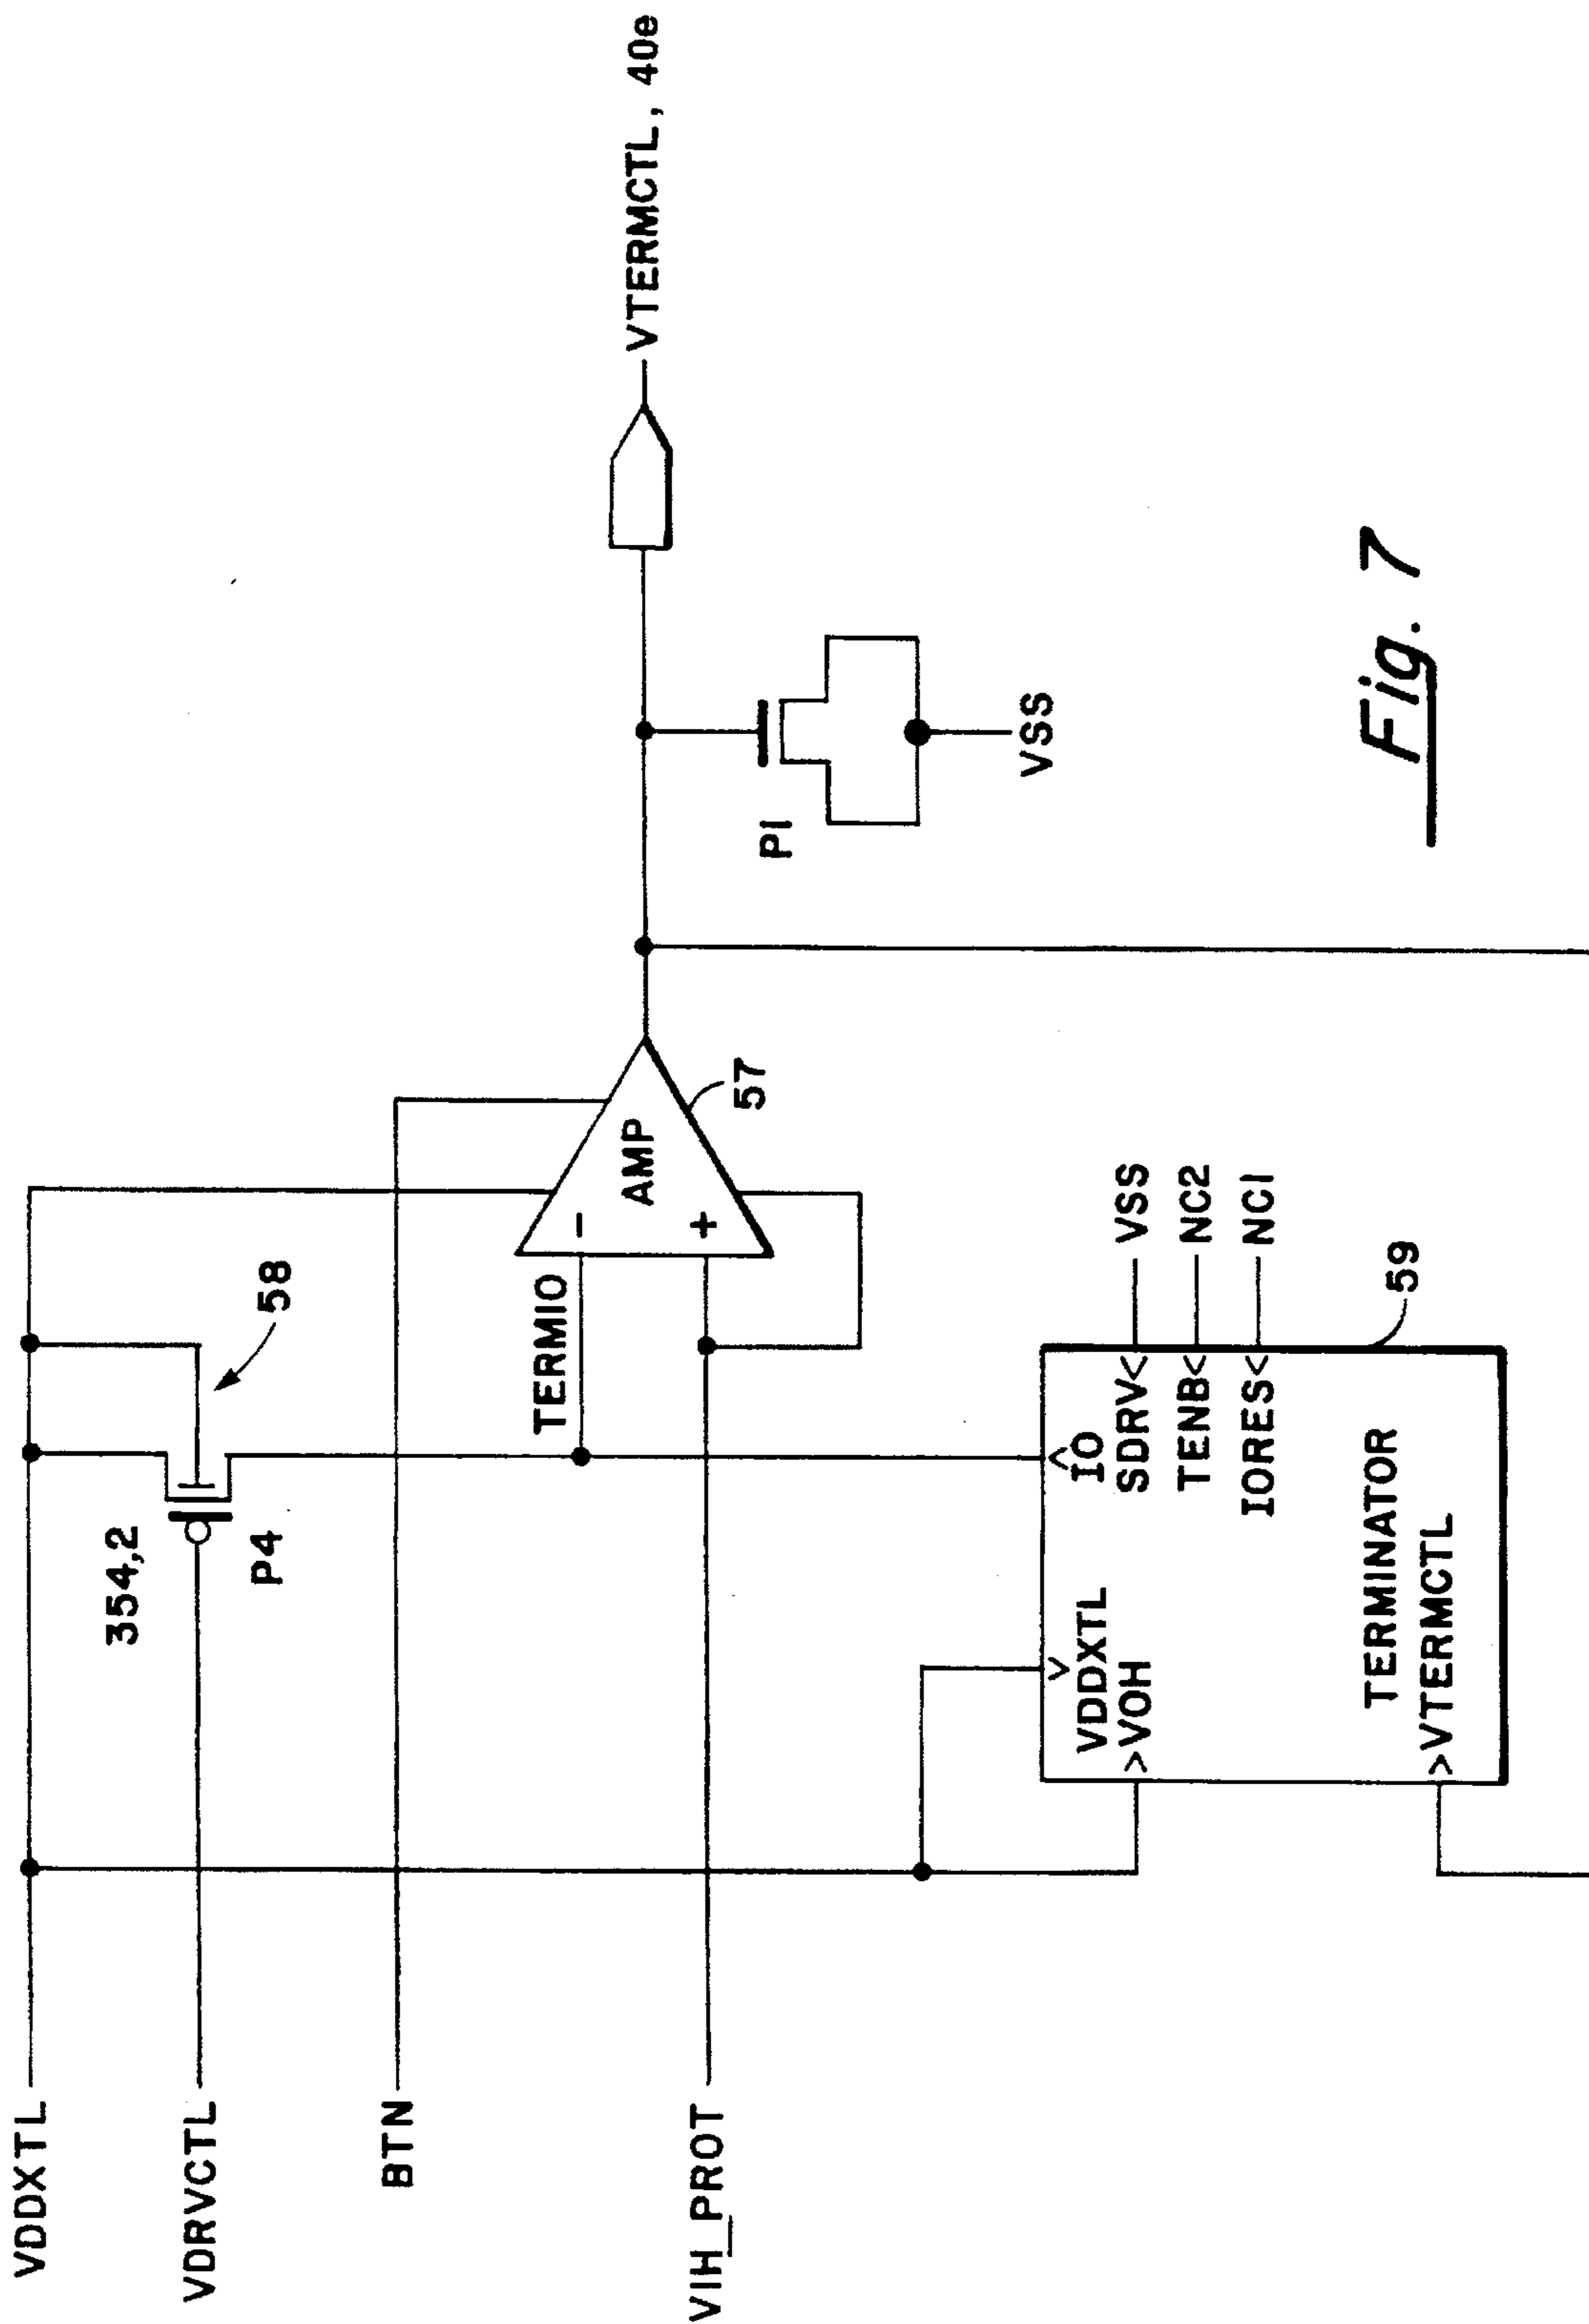 VDDXTL
VDRVCTL
BTN
VIH_PROT
354,2
P4
58
TERMIO
-
+
AMP
57
VTERMCTL, 40e
P1
VSS
VDDXTL
>VOH
IO
SDRV<
VSS
TENB<
NC2
IORES<
NC1
TERMINATOR
>VTERMCTL
59
Fig. 7